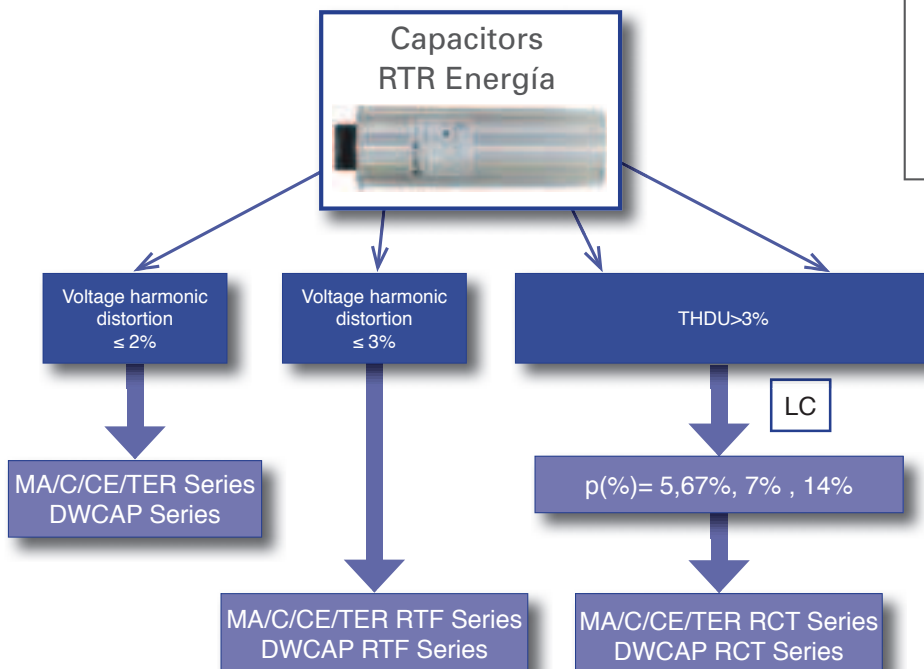 Capacitors
RTR Energía
Voltage harmonic
distortion
≤ 2%
Voltage harmonic
distortion
≤ 3%
THDU>3%
LC
MA/C/CE/TER Series
DWCAP Series
p(%)= 5,67%, 7% , 14%
MA/C/CE/TER RTF Series
DWCAP RTF Series
MA/C/CE/TER RCT Series
DWCAP RCT Series